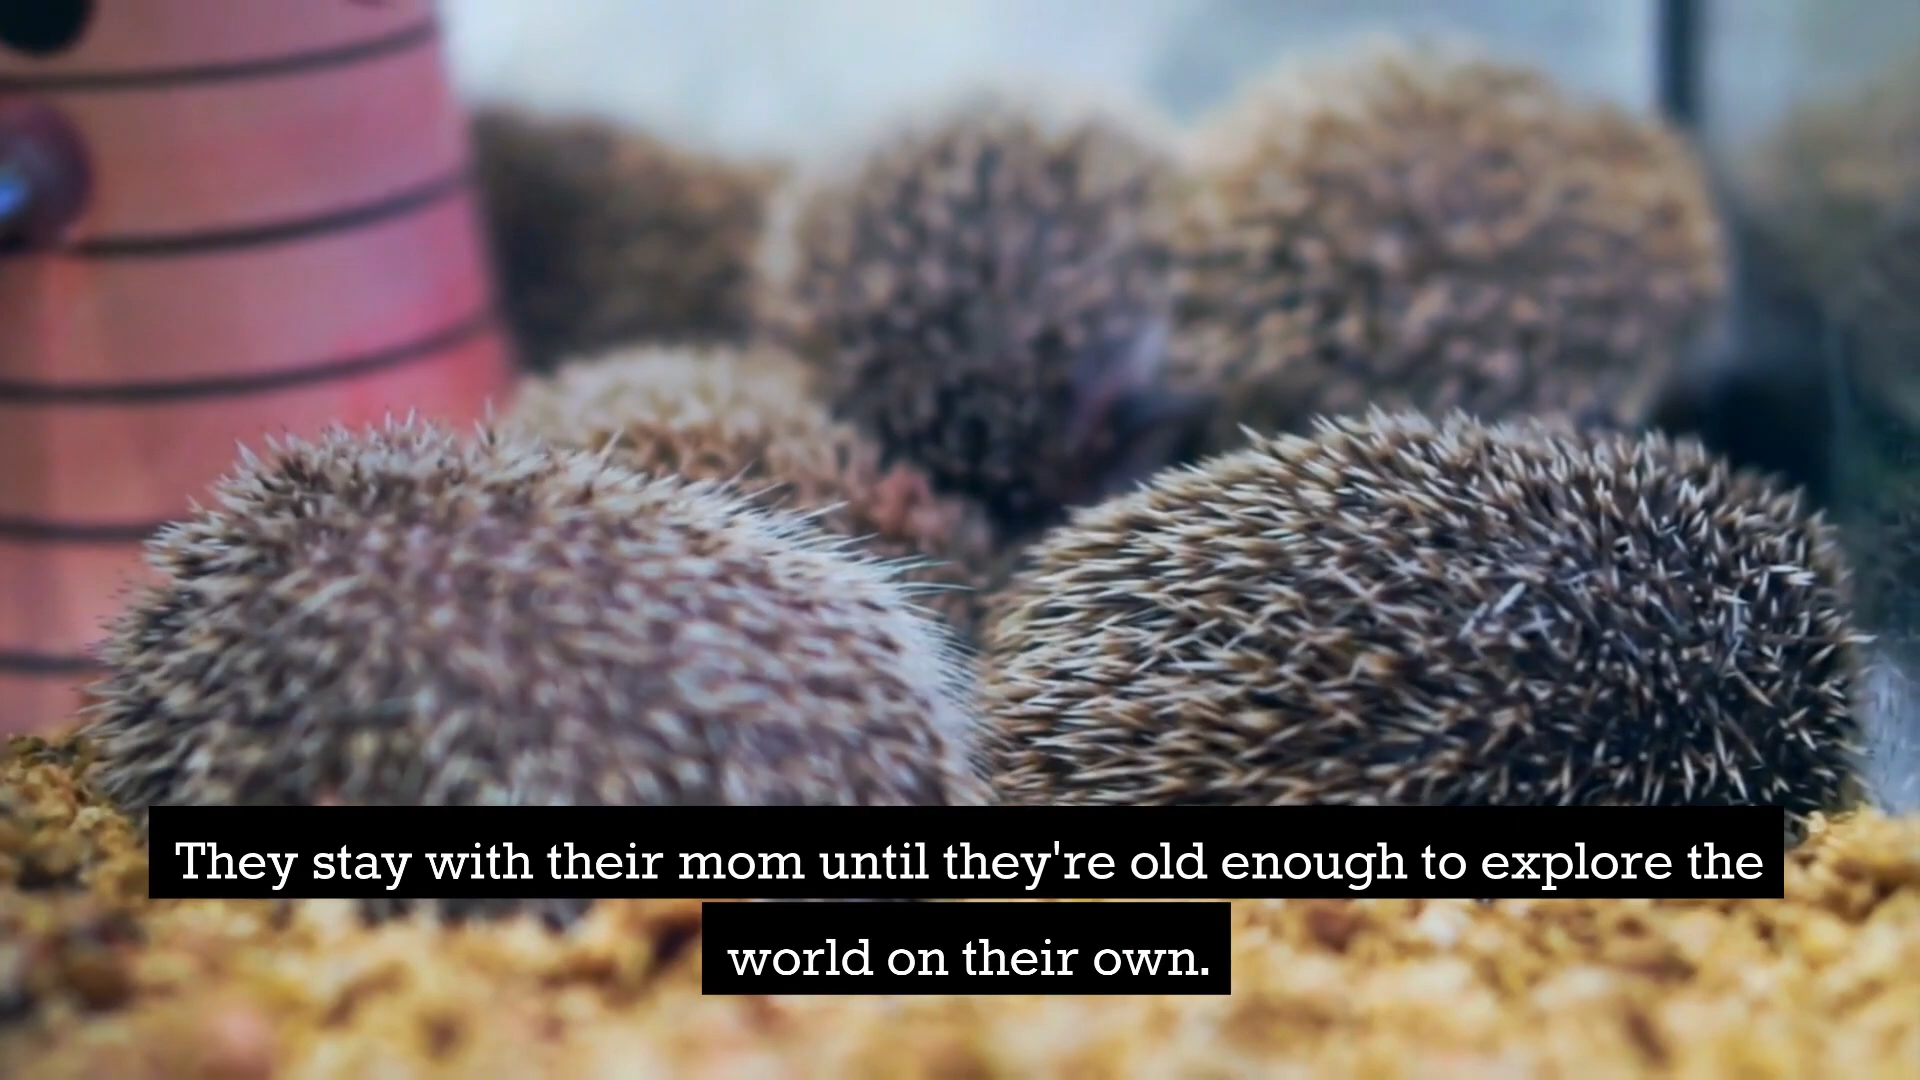 They stay with their mom until they're old enough to explore the
world on their own.